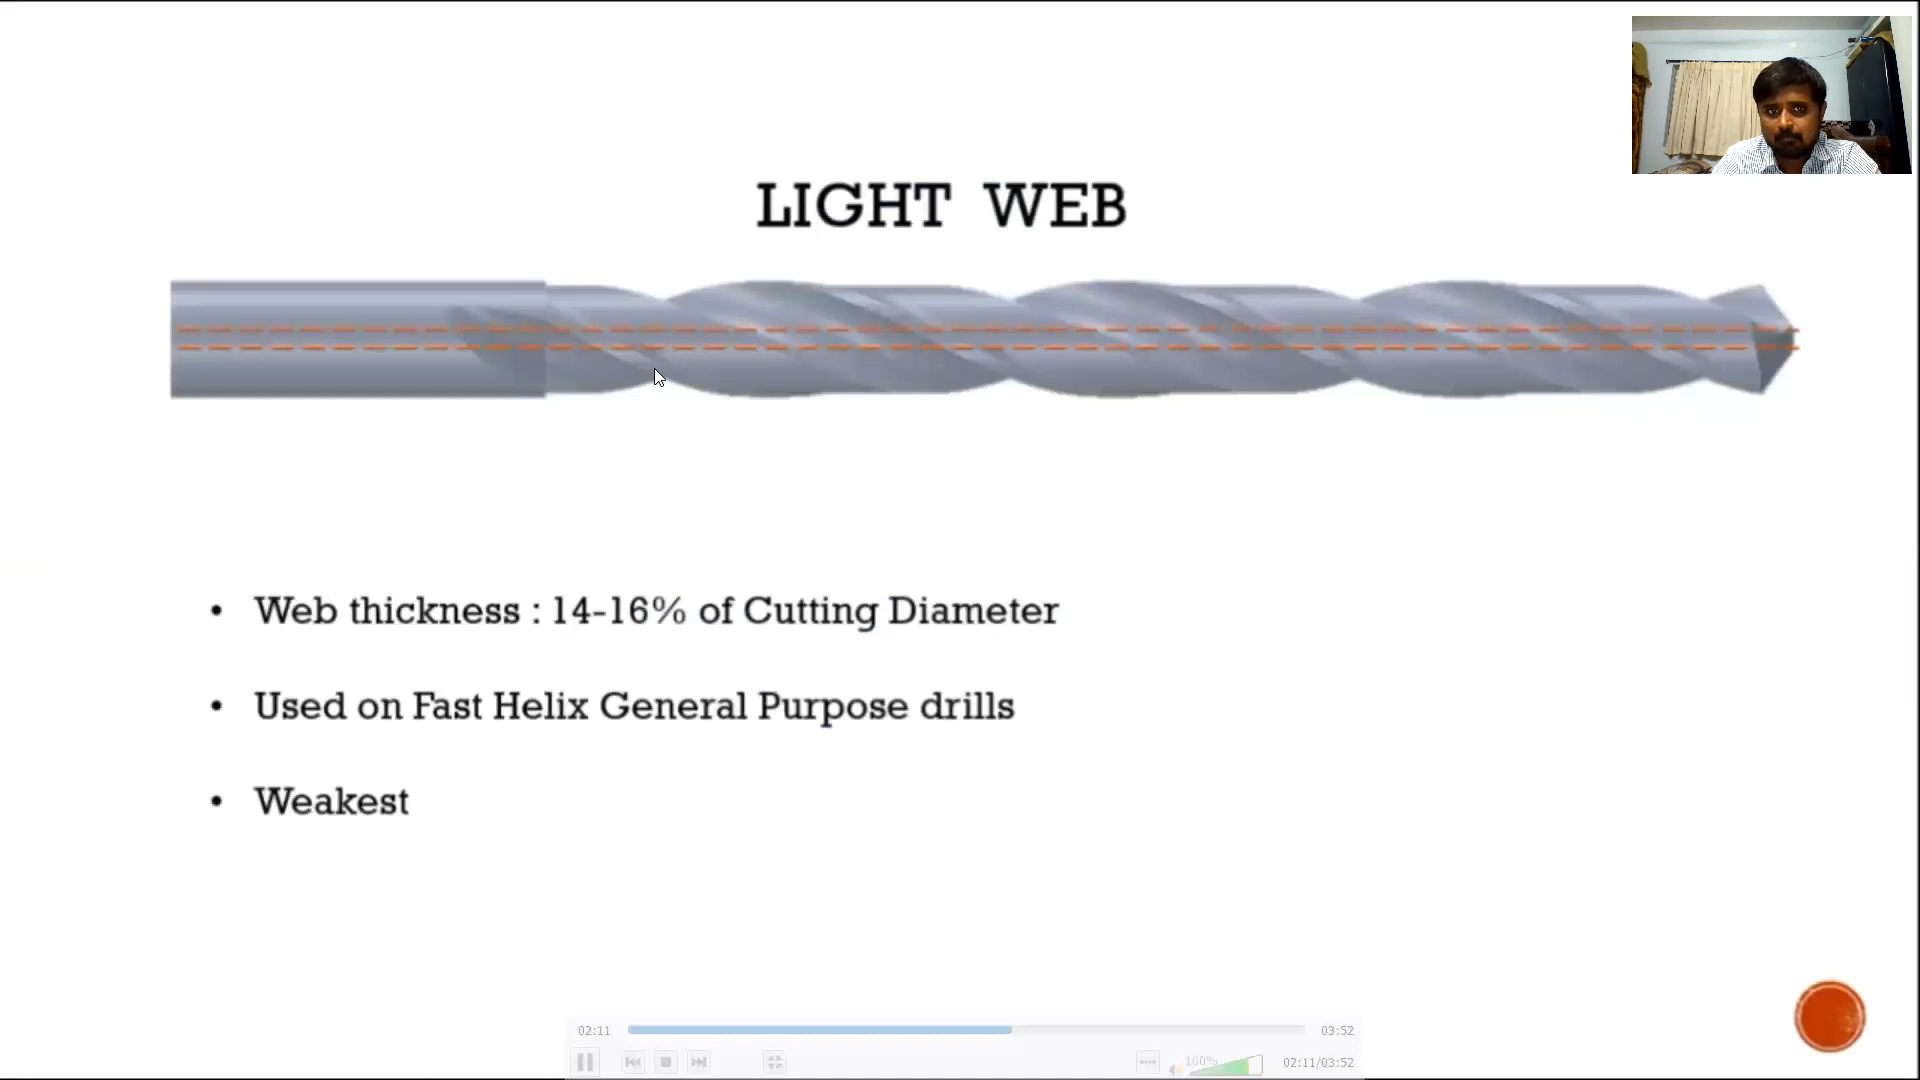 LIGHT WEB
• Web thickness : 14-16% of Cutting Diameter
• Used on Fast Helix General Purpose drills
• Weakest
02:11
03:52
100%
02:11/03:52